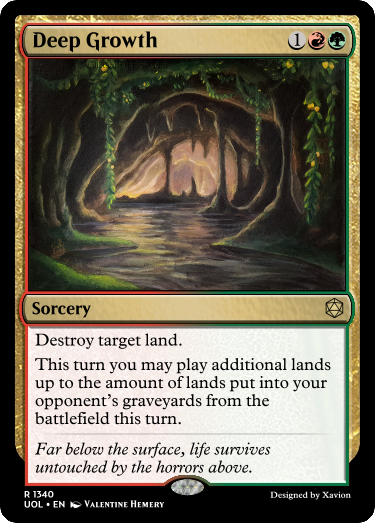 Deep Growth
1
Sorcery
Destroy target land.
This turn you may play additional lands
up to the amount of lands put into your
opponent's graveyards from the
battlefield this turn.
Far below the surface, life survives
untouched by the horrors above.
R 1340
UOL • EN Valentine Hemery
Designed by Xavion